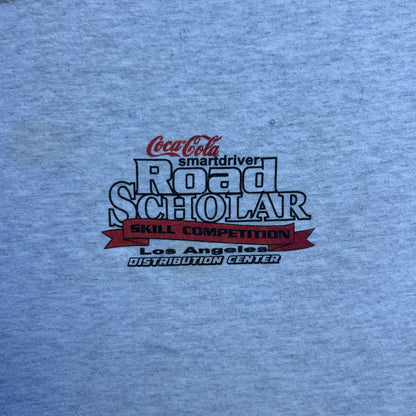 Coca-Cola
smartdriver
Road
SCHOLAR
SKILL COMPETITION
Los Angeles
DISTRIBUTION CENTER